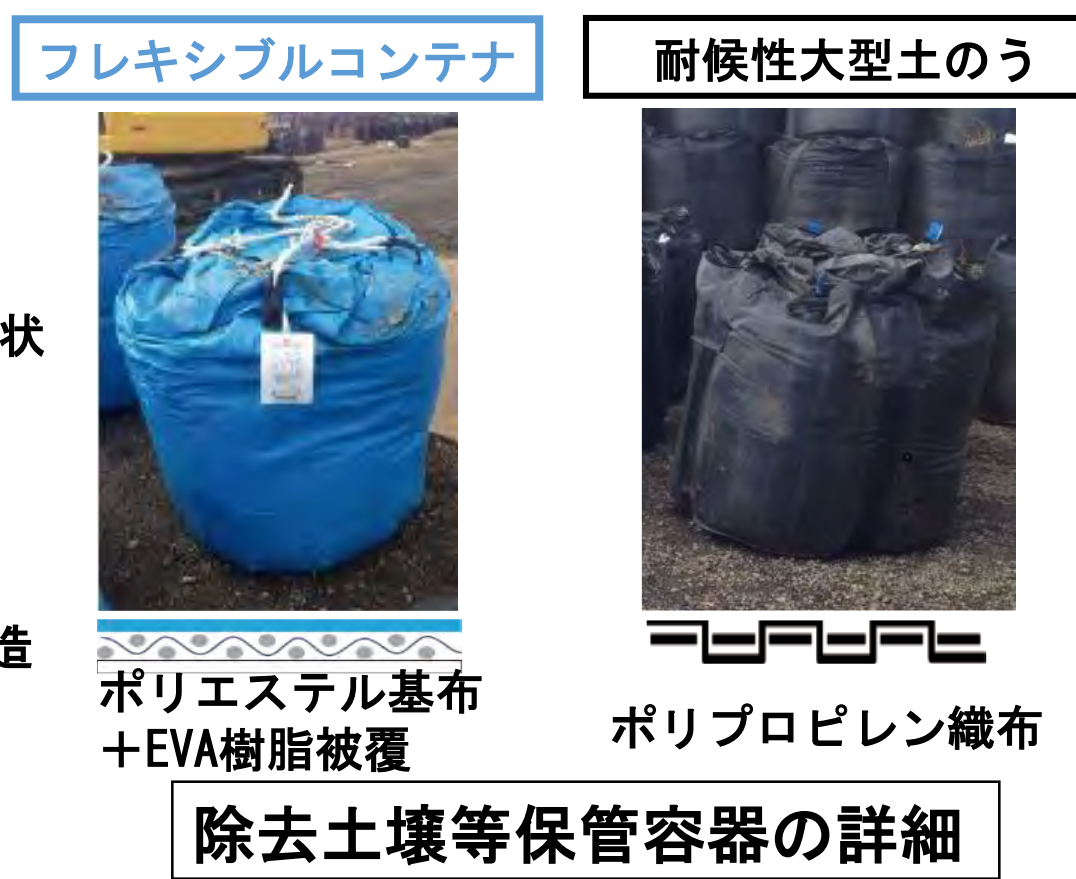 フレキシブルコンテナ
耐候性大型土のう
状
造
ポリエステル基布
＋EVA樹脂被覆
ポリプロピレン織布
除去土壌等保管容器の詳細